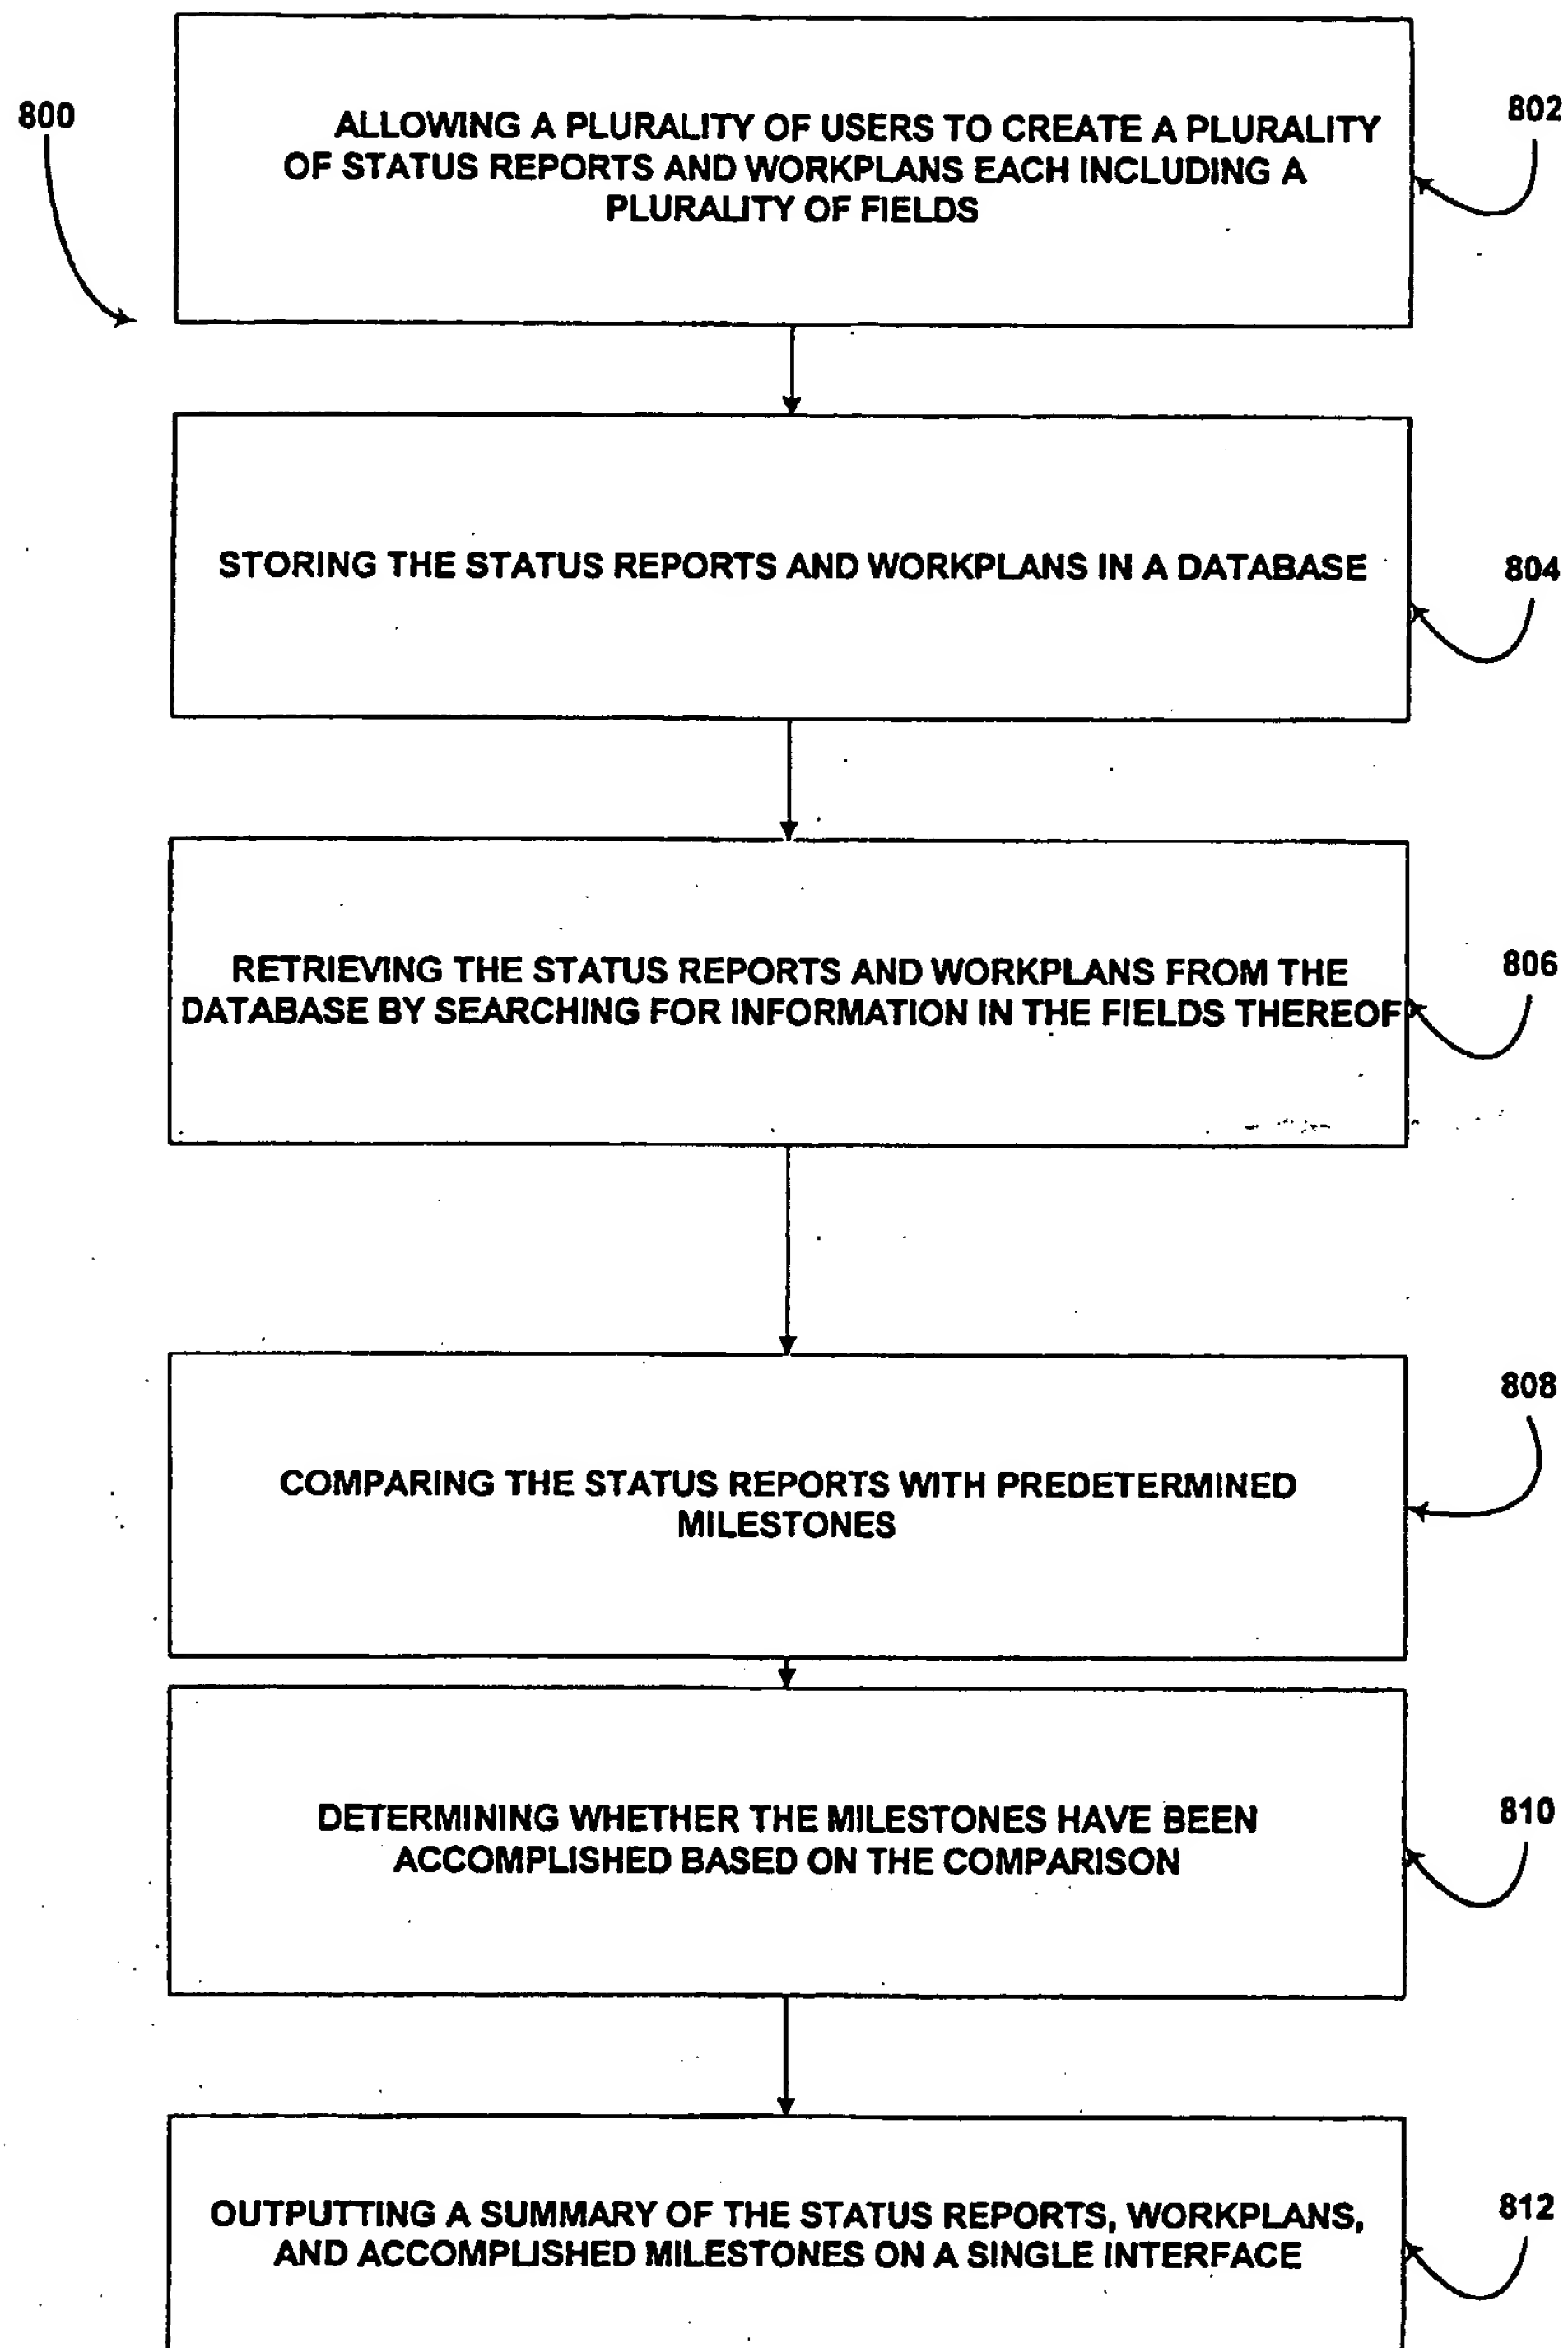 800
802
ALLOWING A PLURALITY OF USERS TO CREATE A PLURALITY
OF STATUS REPORTS AND WORKPLANS EACH INCLUDING A
PLURALITY OF FIELDS
STORING THE STATUS REPORTS AND WORKPLANS IN A DATABASE
804
RETRIEVING THE STATUS REPORTS AND WORKPLANS FROM THE
DATABASE BY SEARCHING FOR INFORMATION IN THE FIELDS THEREOF
806
808
COMPARING THE STATUS REPORTS WITH PREDETERMINED
MILESTONES
DETERMINING WHETHER THE MILESTONES HAVE BEEN
ACCOMPLISHED BASED ON THE COMPARISON
810
OUTPUTTING A SUMMARY OF THE STATUS REPORTS, WORKPLANS,
AND ACCOMPLISHED MILESTONES ON A SINGLE INTERFACE
812